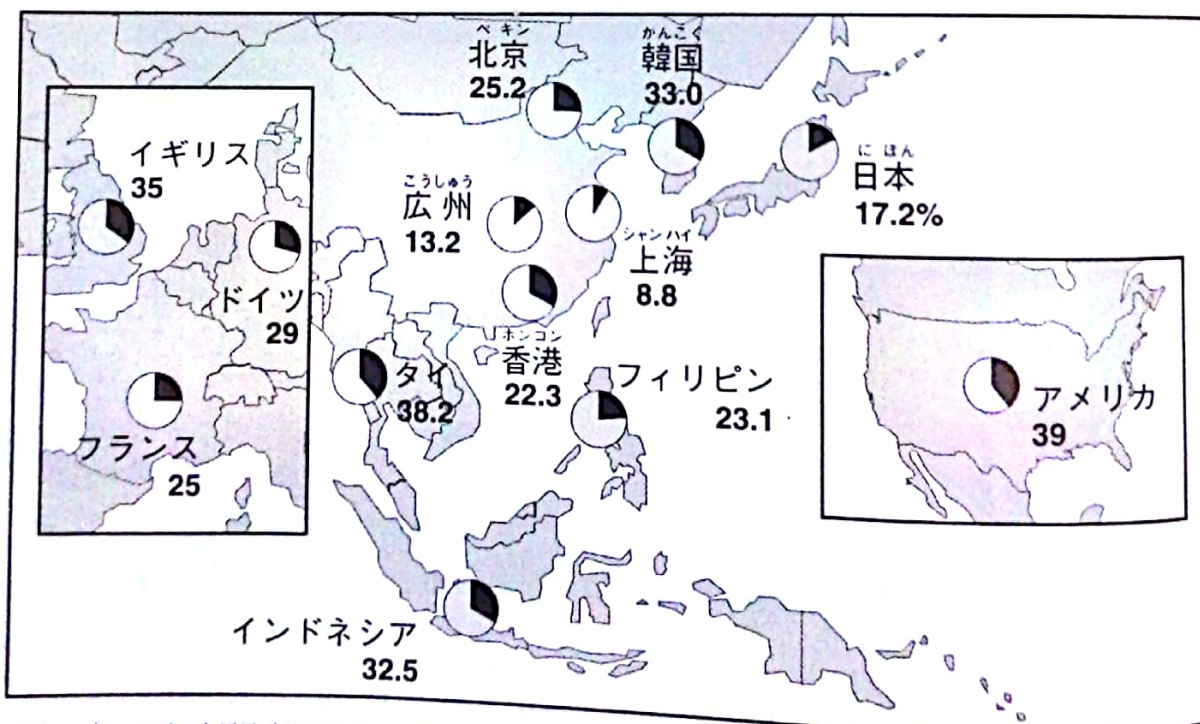 ペキン
北京
25.2
かんこく
韓国
33.0
にほん
日本
17.2%
イギリス
35
こうしゅう
広州
13.2
シャンハイ
上海
8.8
ドイツ
29
ホンコン
香港
22.3
タイ
38.2
フィリピン
23.1
アメリカ
39
フランス
25
インドネシア
32.5